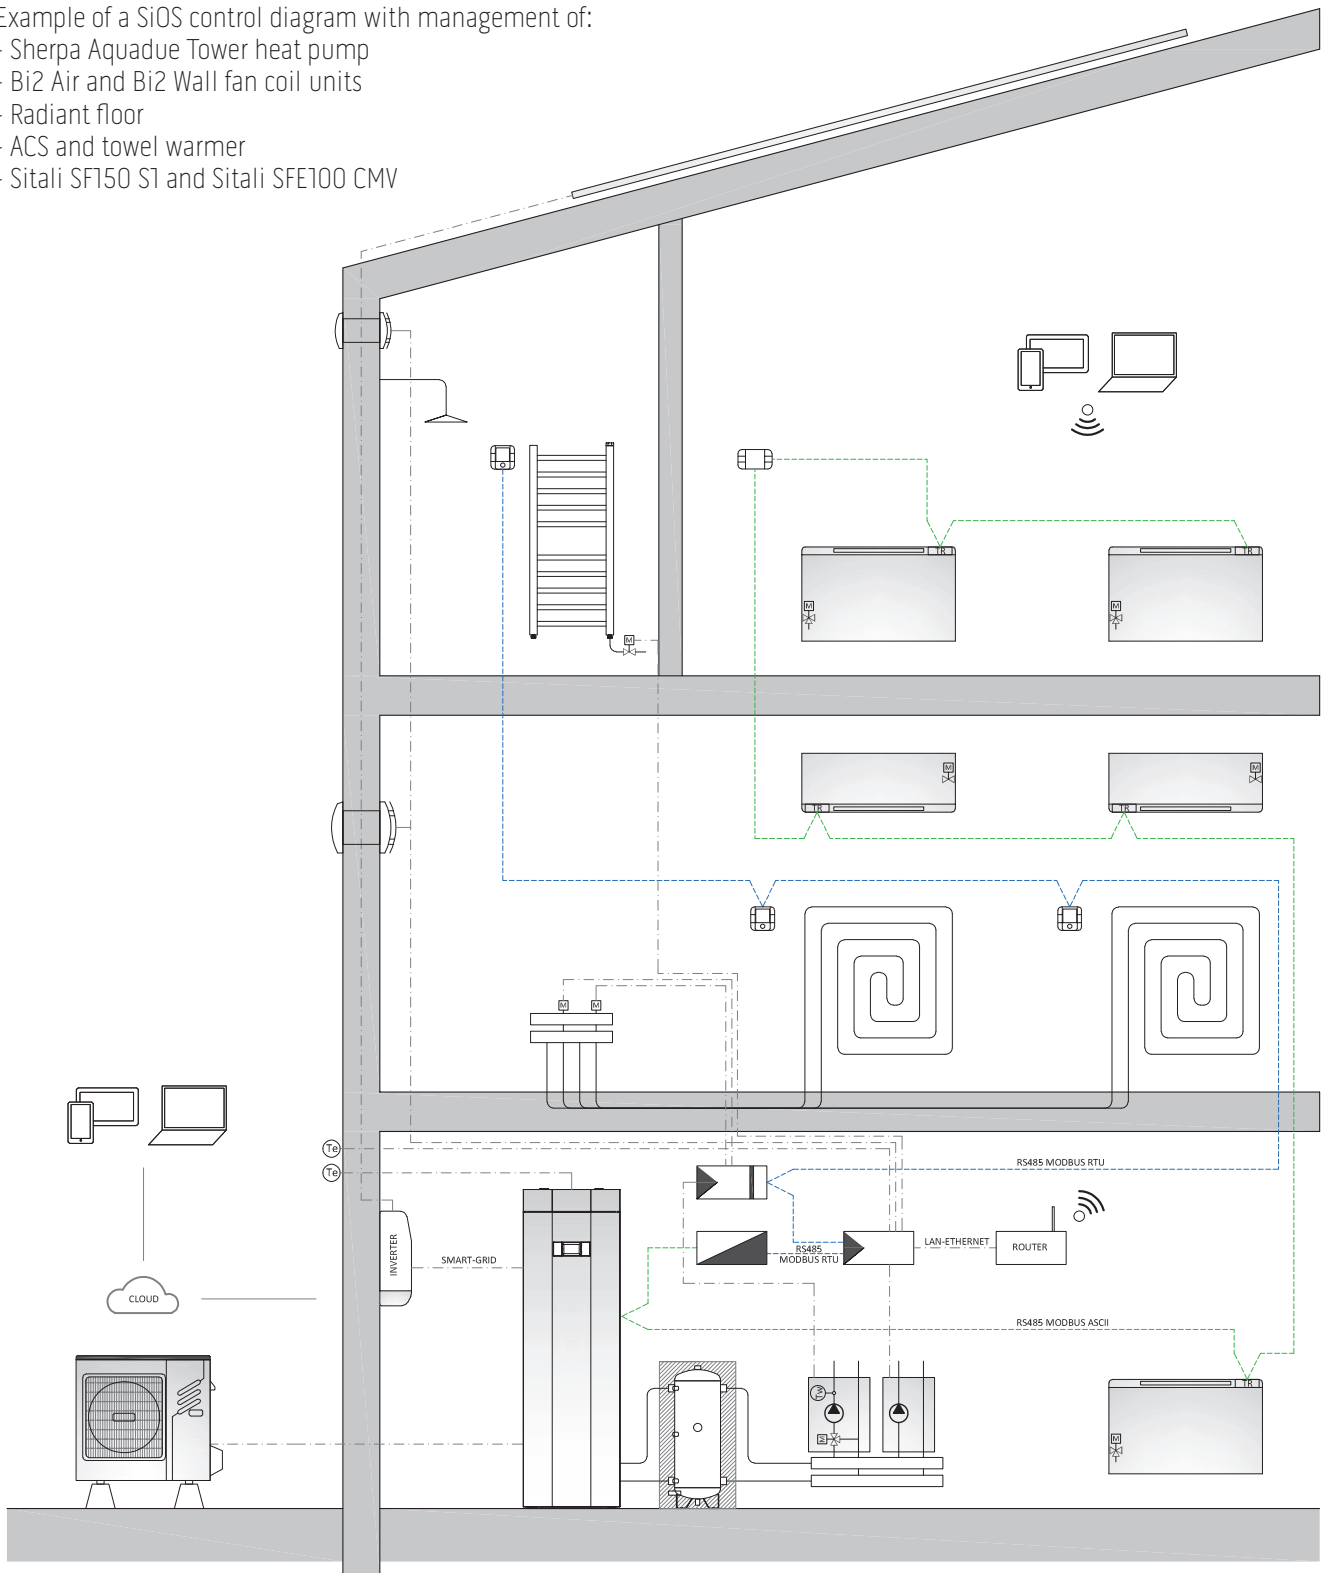 Example of a SiOS control diagram with management of:
- Sherpa Aquadue Tower heat pump
- Bi2 Air and Bi2 Wall fan coil units
- Radiant floor
- ACS and towel warmer
- Sitali SF150 S1 and Sitali SFE100 CMV
TR
TR
M
M
M
M
M
TR
TR
M
M
Te
Te
RS485 MODBUS RTU
INVERTER
SMART-GRID
RS485
MODBUS RTU
LAN-ETHERNET
ROUTER
CLOUD
RS485 MODBUS ASCII
TR
TW
M
M